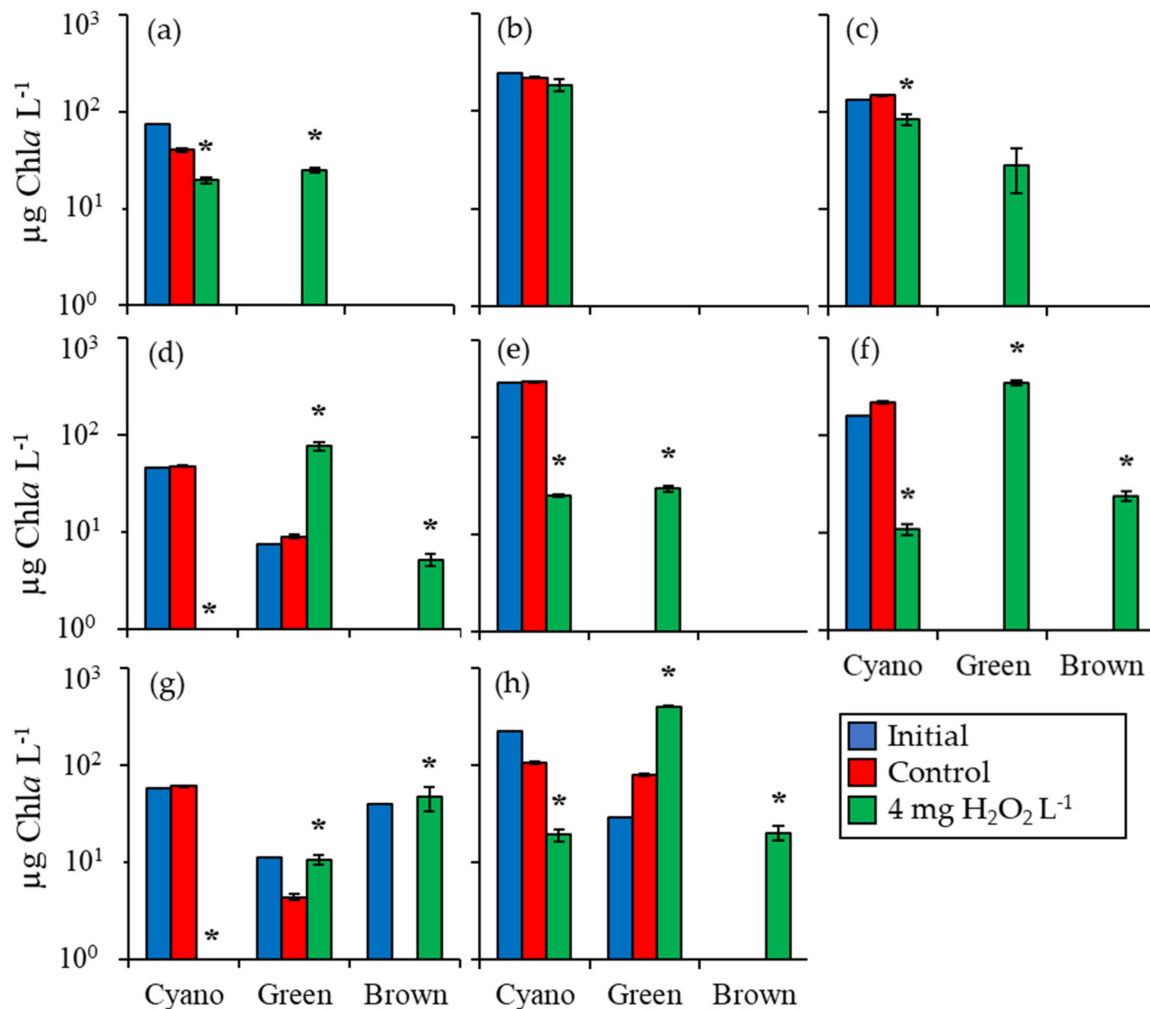 µg Chla L⁻¹
10³
10²
10¹
10⁰
(a)
*
*
(b)
(c)
*
µg Chla L⁻¹
10³
10²
10¹
10⁰
(d)
*
*
*
(e)
*
*
(f)
*
*
*
Cyano Green Brown
µg Chla L⁻¹
10³
10²
10¹
10⁰
(g)
*
*
*
Cyano Green Brown
(h)
*
*
*
Cyano Green Brown
Initial
Control
4 mg H₂O₂ L⁻¹